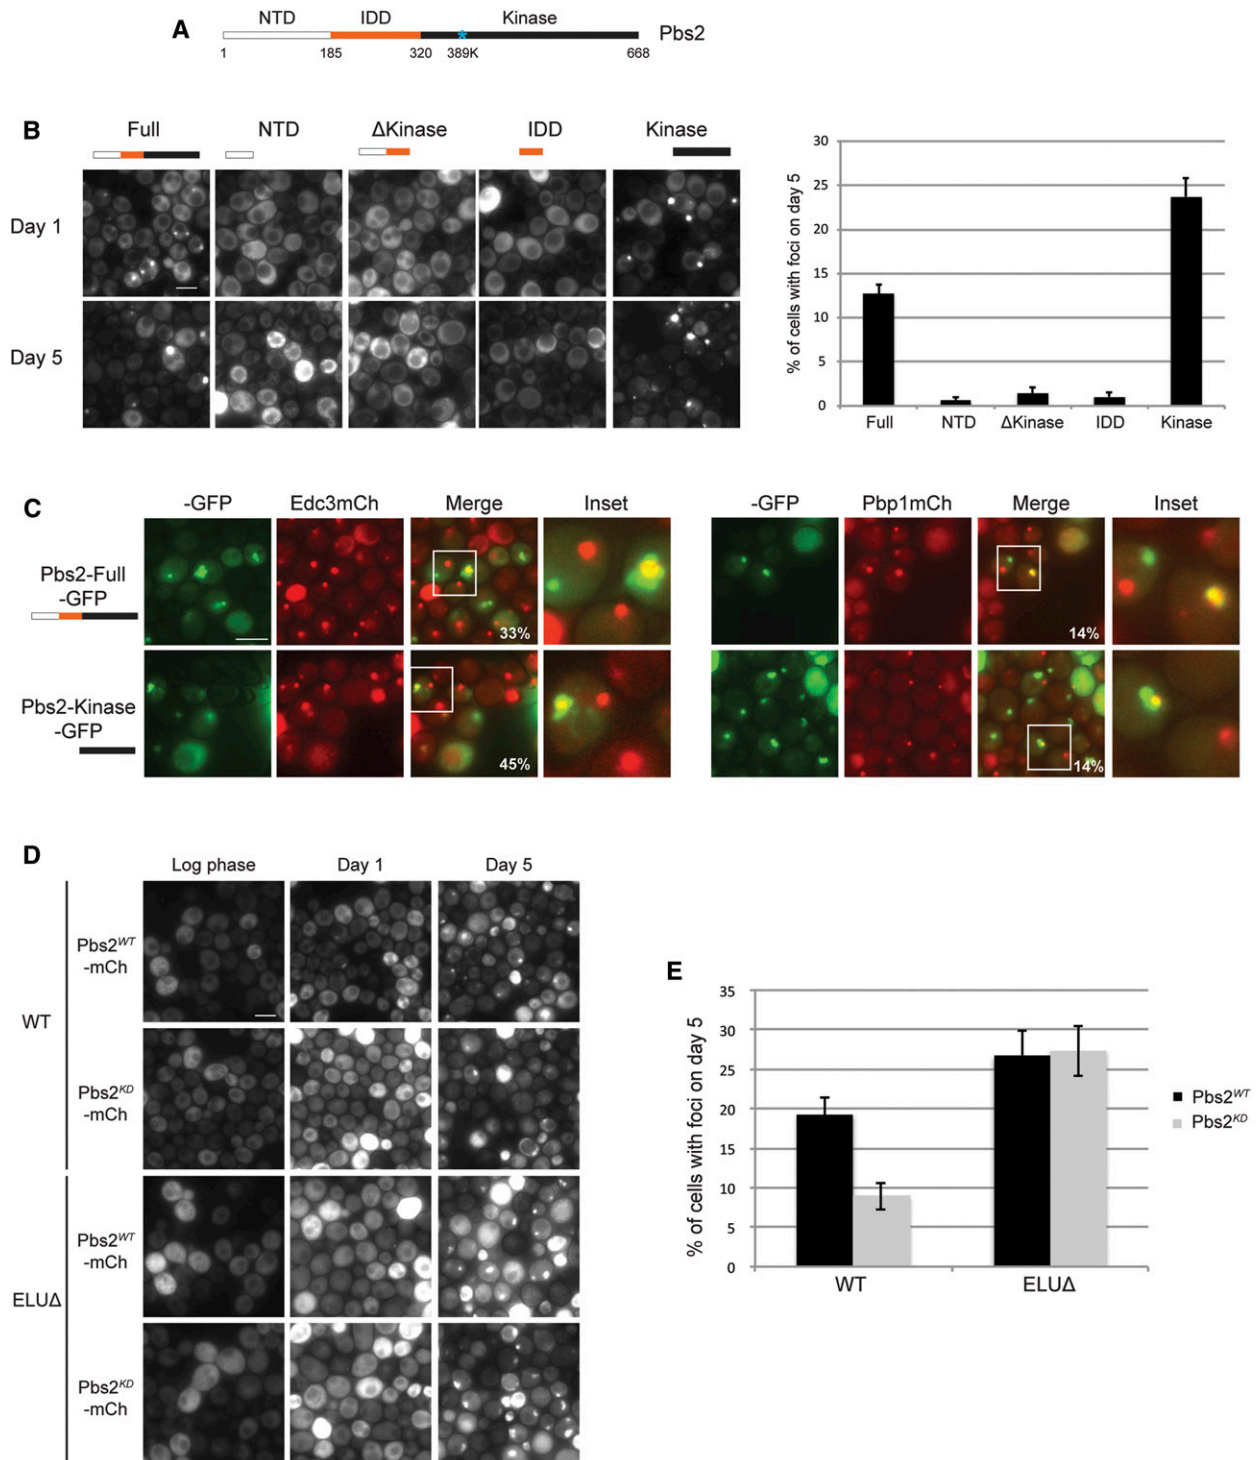 A
NTD IDD Kinase
* Pbs2
1 185 320 389K 668
B
Full NTD ΔKinase IDD Kinase
Day 1
Day 5
% of cells with foci on day 5
30
25
20
15
10
5
0
Full NTD ΔKinase IDD Kinase
C
-GFP Edc3mCh Merge Inset -GFP Pbp1mCh Merge Inset
Pbs2-Full
-GFP
33% 14%
Pbs2-Kinase
-GFP
45% 14%
D
Log phase Day 1 Day 5
WT
Pbs2WT
-mCh
Pbs2KD
-mCh
ELUΔ
Pbs2WT
-mCh
Pbs2KD
-mCh
E
% of cells with foci on day 5
35
30
25
20
15
10
5
0
WT ELUΔ
Pbs2WT
Pbs2KD